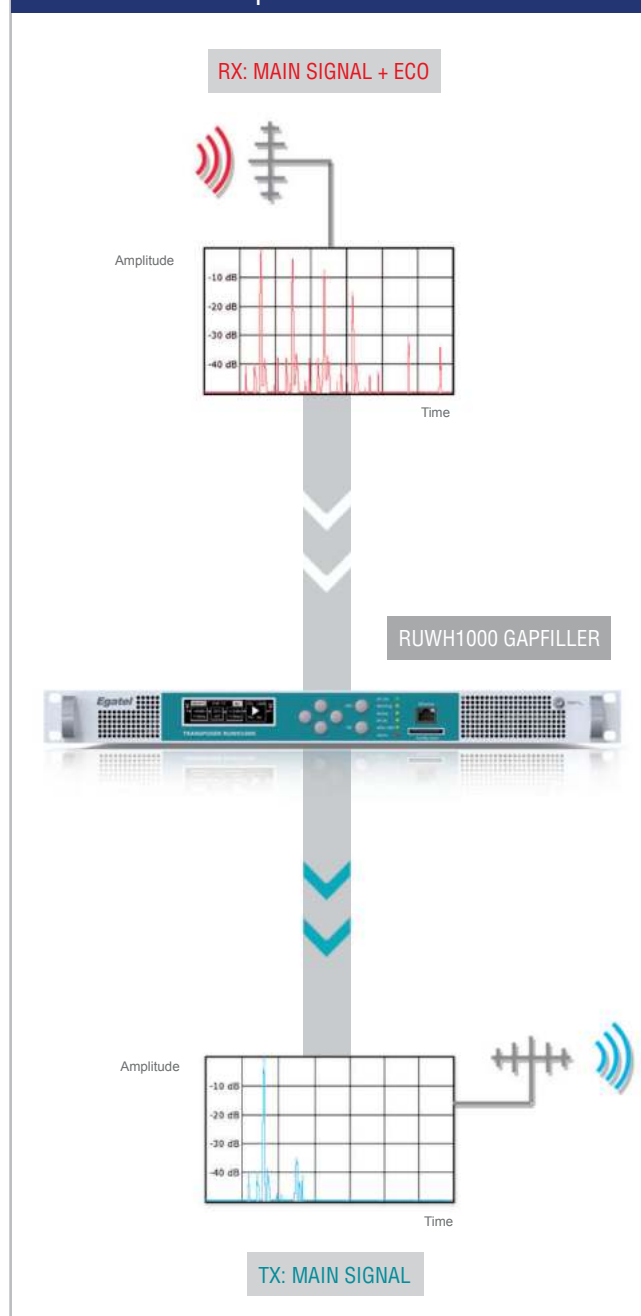 RX: MAIN SIGNAL + ECO
Amplitude
-10 dB
-20 dB
-30 dB
-40 dB
Time
RUWH1000 GAPFILLER
Egatel
Amplitude
-10 dB
-20 dB
-30 dB
-40 dB
Time
TX: MAIN SIGNAL